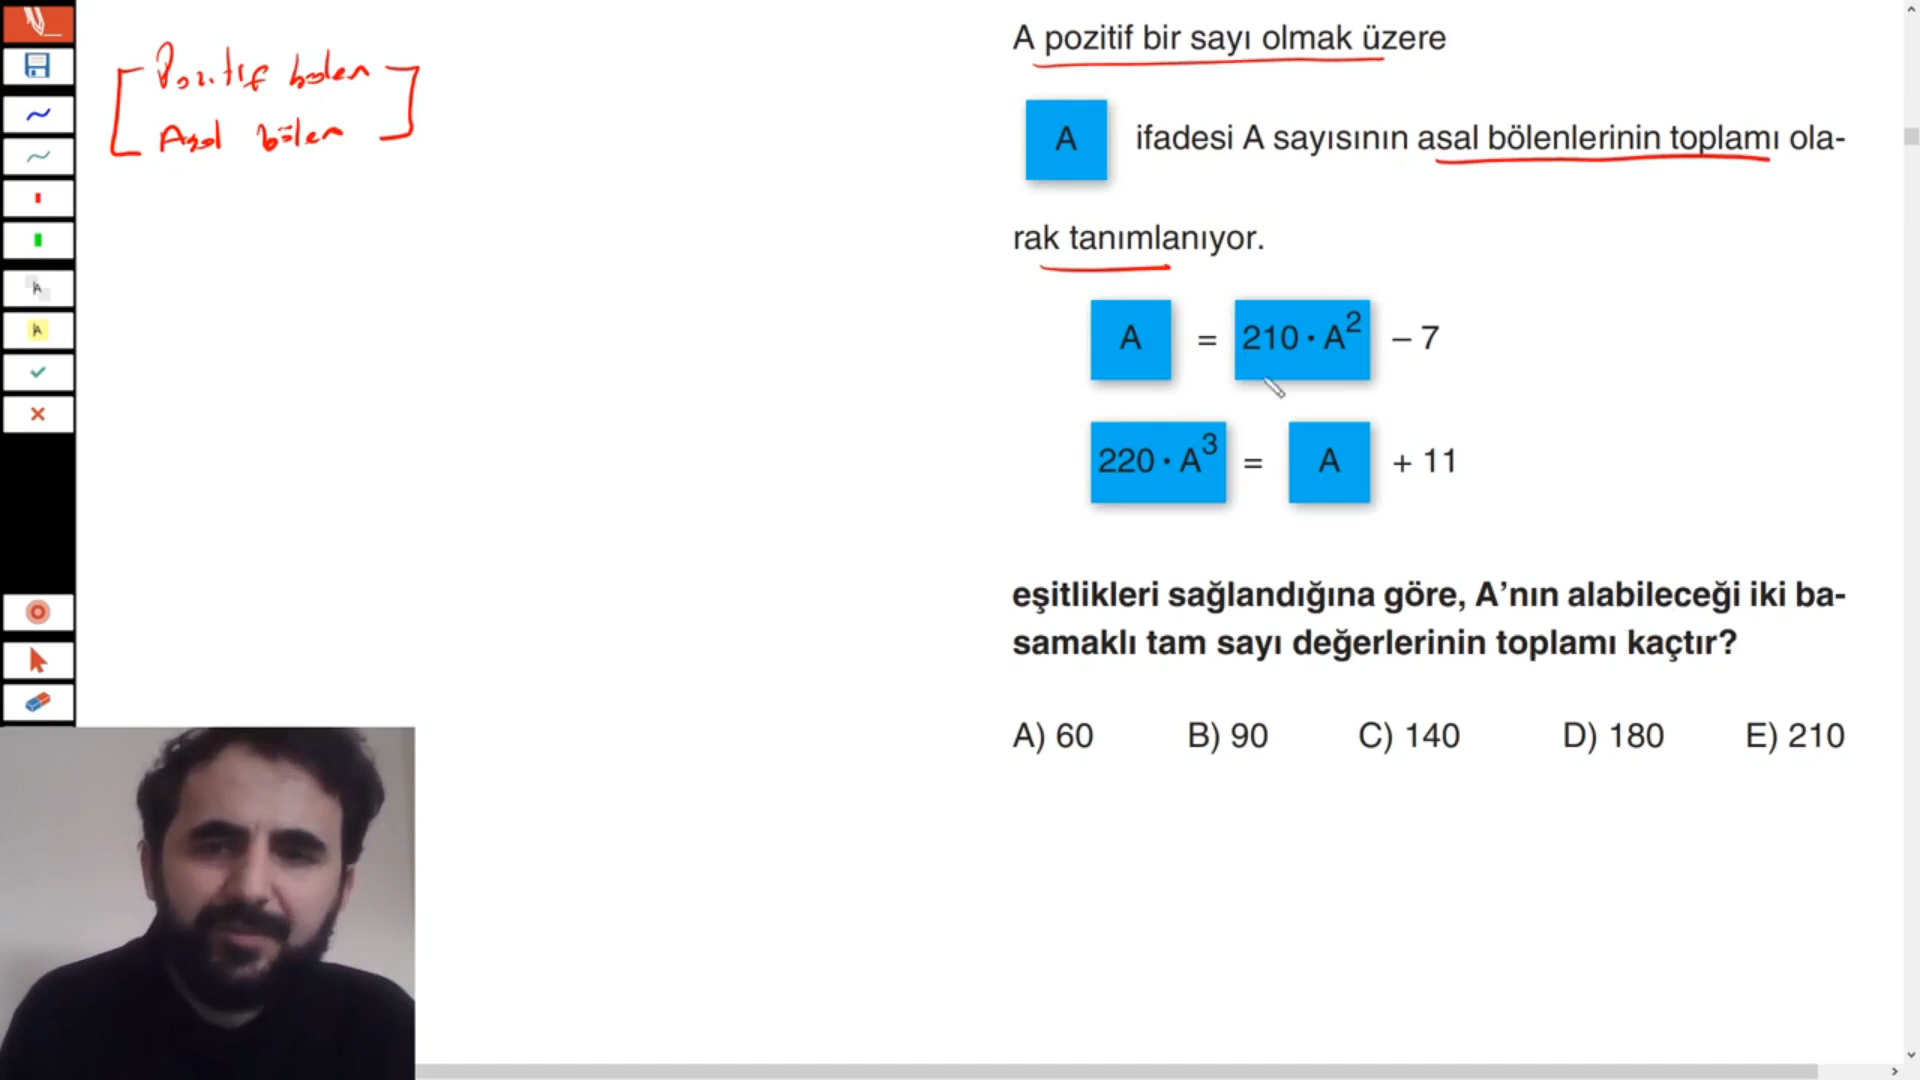 Pozitif bölen
Asal bölen
A pozitif bir sayı olmak üzere
A ifadesi A sayısının asal bölenlerinin toplamı ola-
rak tanımlanıyor.
A = 210 · A² – 7
220 · A³ = A + 11
eşitlikleri sağlandığına göre, A’nın alabileceği iki ba-
samaklı tam sayı değerlerinin toplamı kaçtır?
A) 60 B) 90 C) 140 D) 180 E) 210